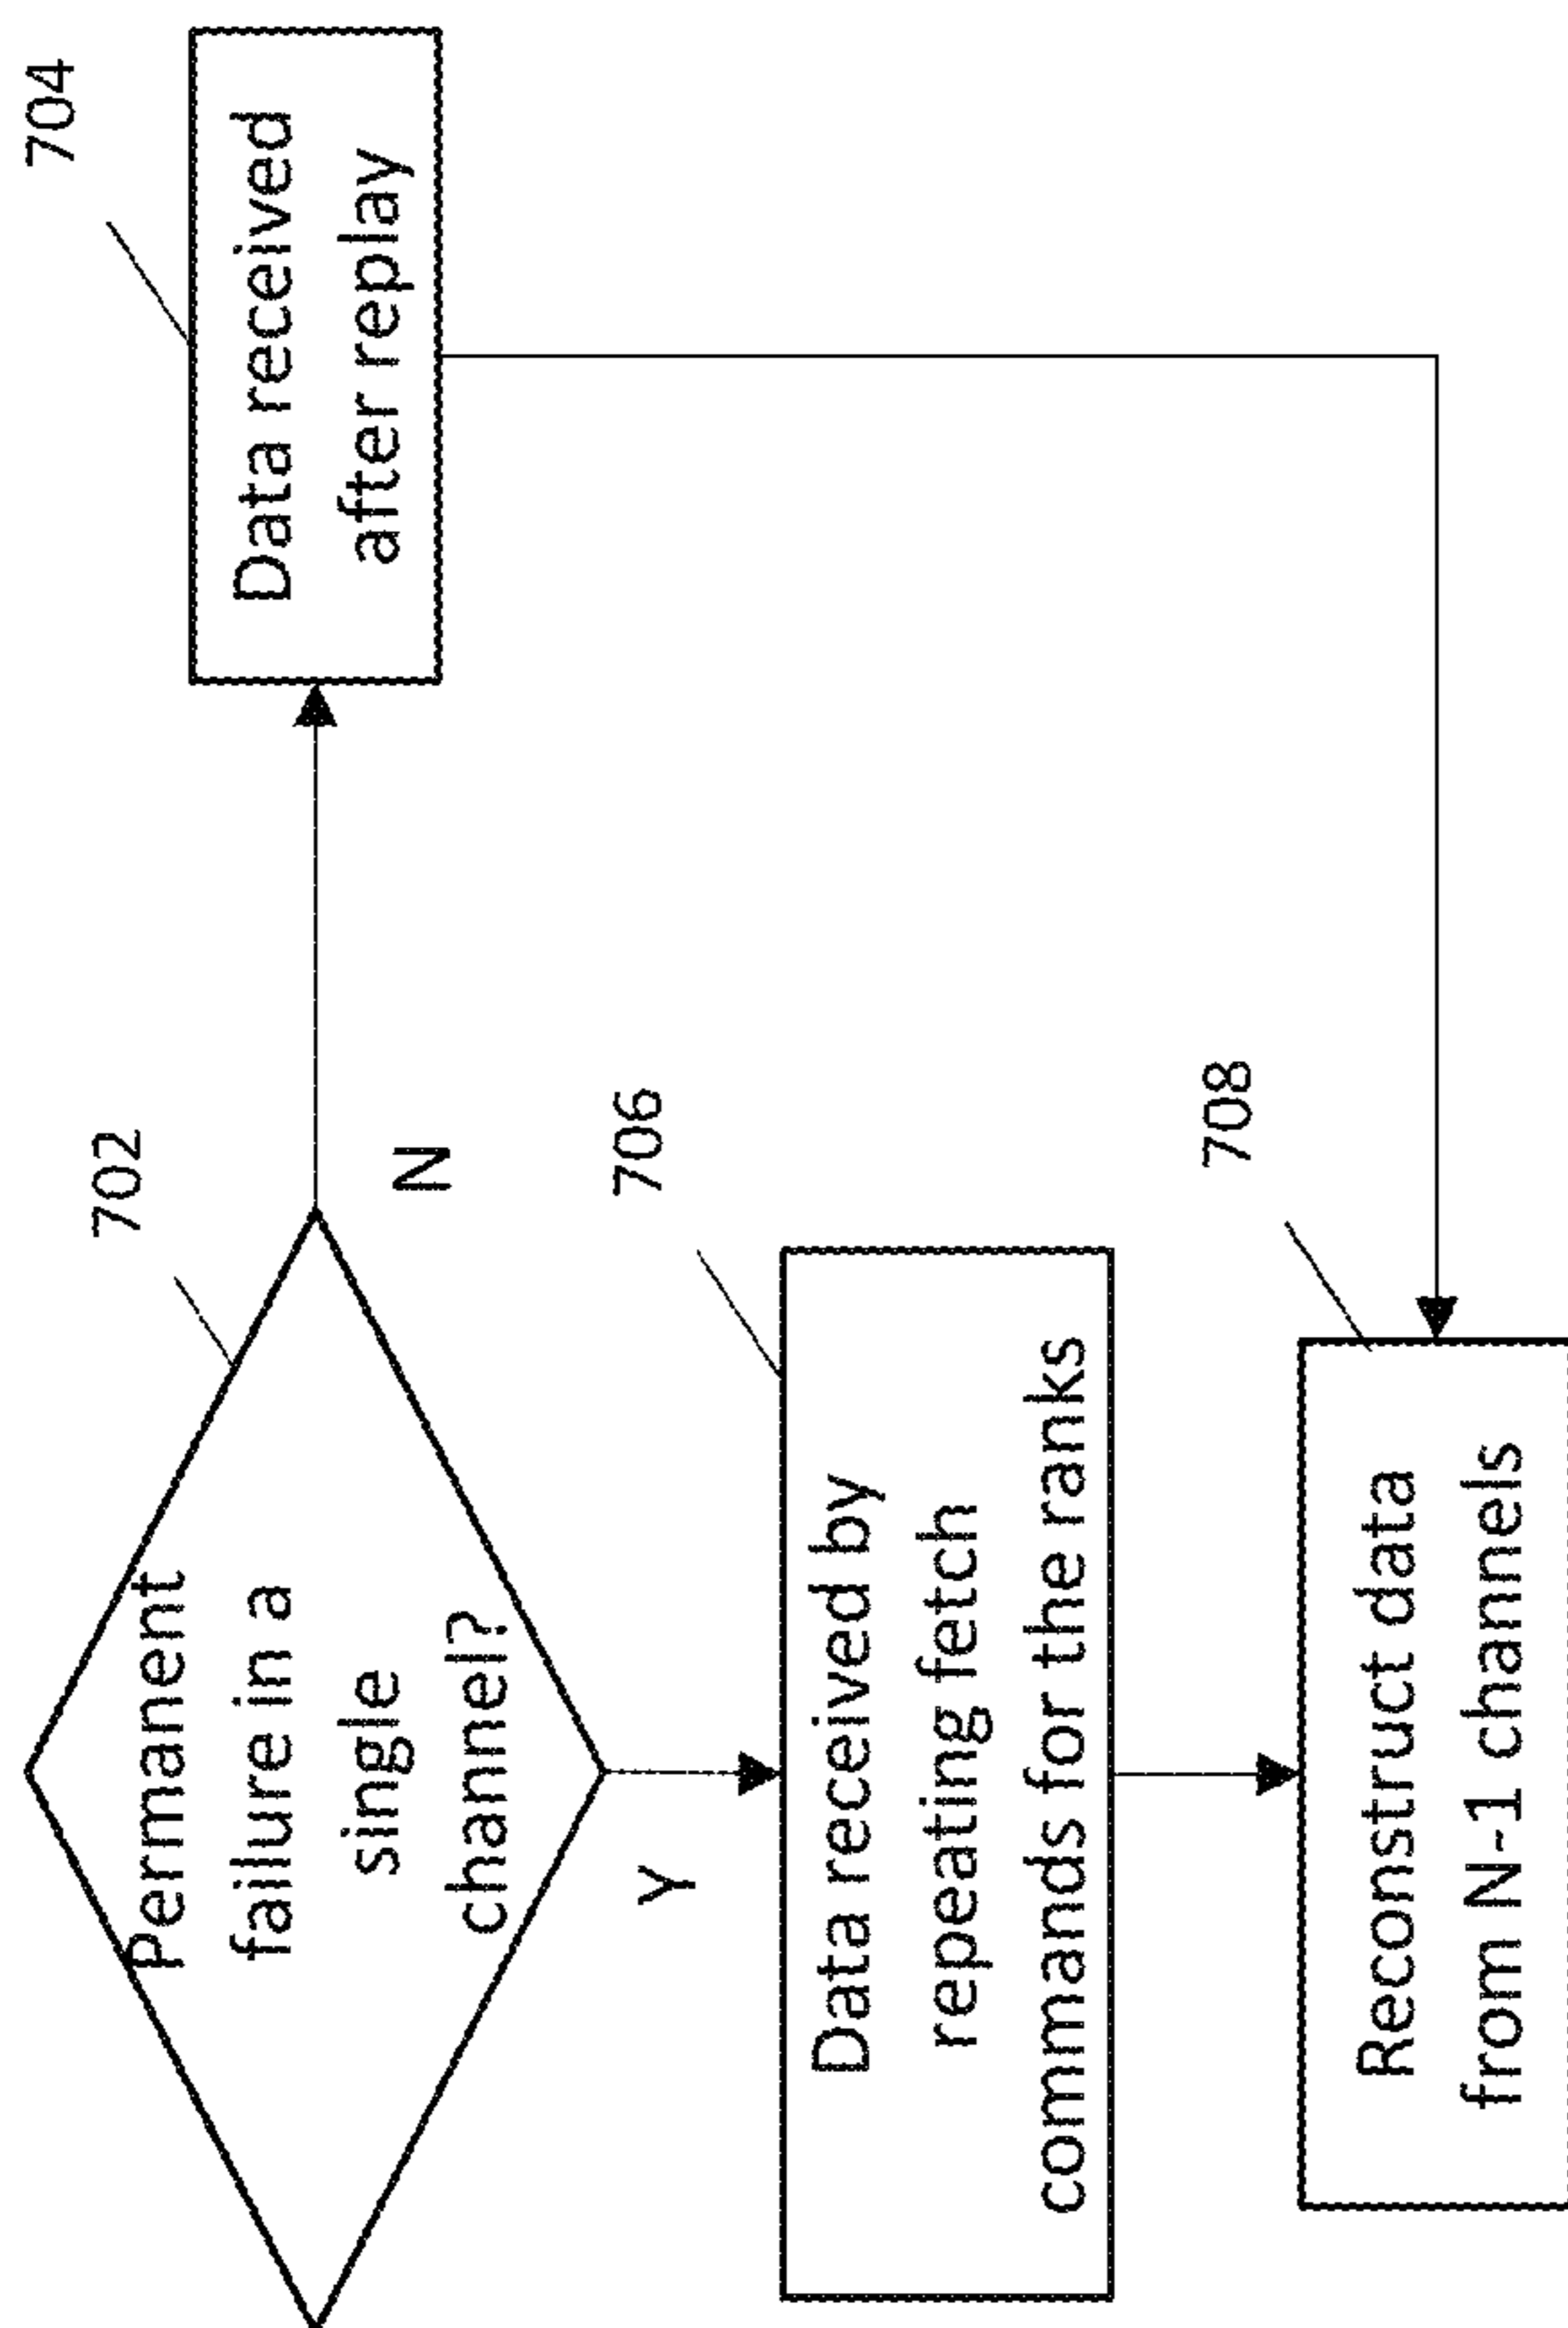 702
Permanent
failure in a
single
channel?
N
704
Data received
after replay
Y
706
Data received by
repeating fetch
commands for the ranks
708
Reconstruct data
from N-1 channels